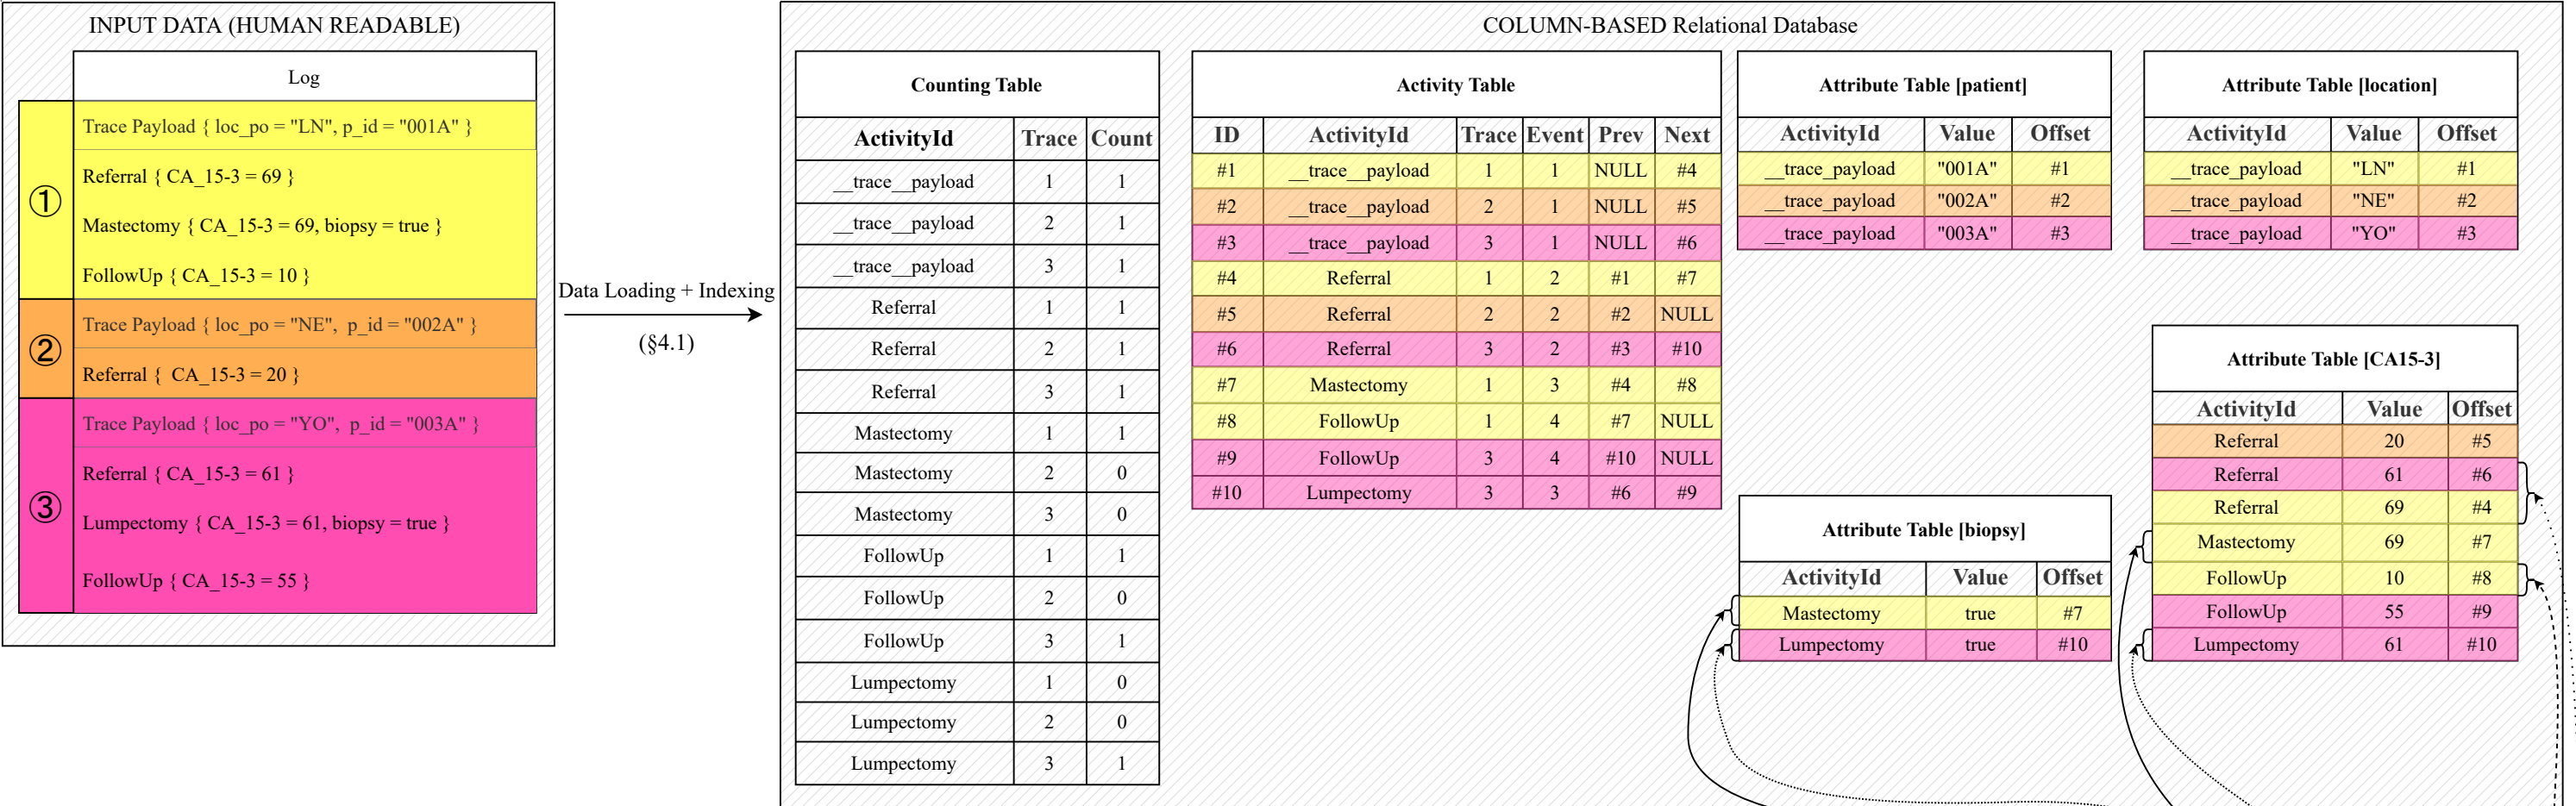 INPUT DATA (HUMAN READABLE)
Log
①
Trace Payload { loc_po = "LN", p_id = "001A" }
Referral { CA_15-3 = 69 }
Mastectomy { CA_15-3 = 69, biopsy = true }
FollowUp { CA_15-3 = 10 }
②
Trace Payload { loc_po = "NE", p_id = "002A" }
Referral { CA_15-3 = 20 }
③
Trace Payload { loc_po = "YO", p_id = "003A" }
Referral { CA_15-3 = 61 }
Lumpectomy { CA_15-3 = 61, biopsy = true }
FollowUp { CA_15-3 = 55 }
Data Loading + Indexing
(§4.1)
COLUMN-BASED Relational Database
Counting Table
ActivityId Trace Count
__trace__payload 1 1
__trace__payload 2 1
__trace__payload 3 1
Referral 1 1
Referral 2 1
Referral 3 1
Mastectomy 1 1
Mastectomy 2 0
Mastectomy 3 0
FollowUp 1 1
FollowUp 2 0
FollowUp 3 1
Lumpectomy 1 0
Lumpectomy 2 0
Lumpectomy 3 1
Activity Table
ID ActivityId Trace Event Prev Next
#1 __trace__payload 1 1 NULL #4
#2 __trace__payload 2 1 NULL #5
#3 __trace__payload 3 1 NULL #6
#4 Referral 1 2 #1 #7
#5 Referral 2 2 #2 NULL
#6 Referral 3 2 #3 #10
#7 Mastectomy 1 3 #4 #8
#8 FollowUp 1 4 #7 NULL
#9 FollowUp 3 4 #10 NULL
#10 Lumpectomy 3 3 #6 #9
Attribute Table [patient]
ActivityId Value Offset
__trace_payload "001A" #1
__trace_payload "002A" #2
__trace_payload "003A" #3
Attribute Table [location]
ActivityId Value Offset
__trace_payload "LN" #1
__trace_payload "NE" #2
__trace_payload "YO" #3
Attribute Table [biopsy]
ActivityId Value Offset
Mastectomy true #7
Lumpectomy true #10
Attribute Table [CA15-3]
ActivityId Value Offset
Referral 20 #5
Referral 61 #6
Referral 69 #4
Mastectomy 69 #7
FollowUp 10 #8
FollowUp 55 #9
Lumpectomy 61 #10